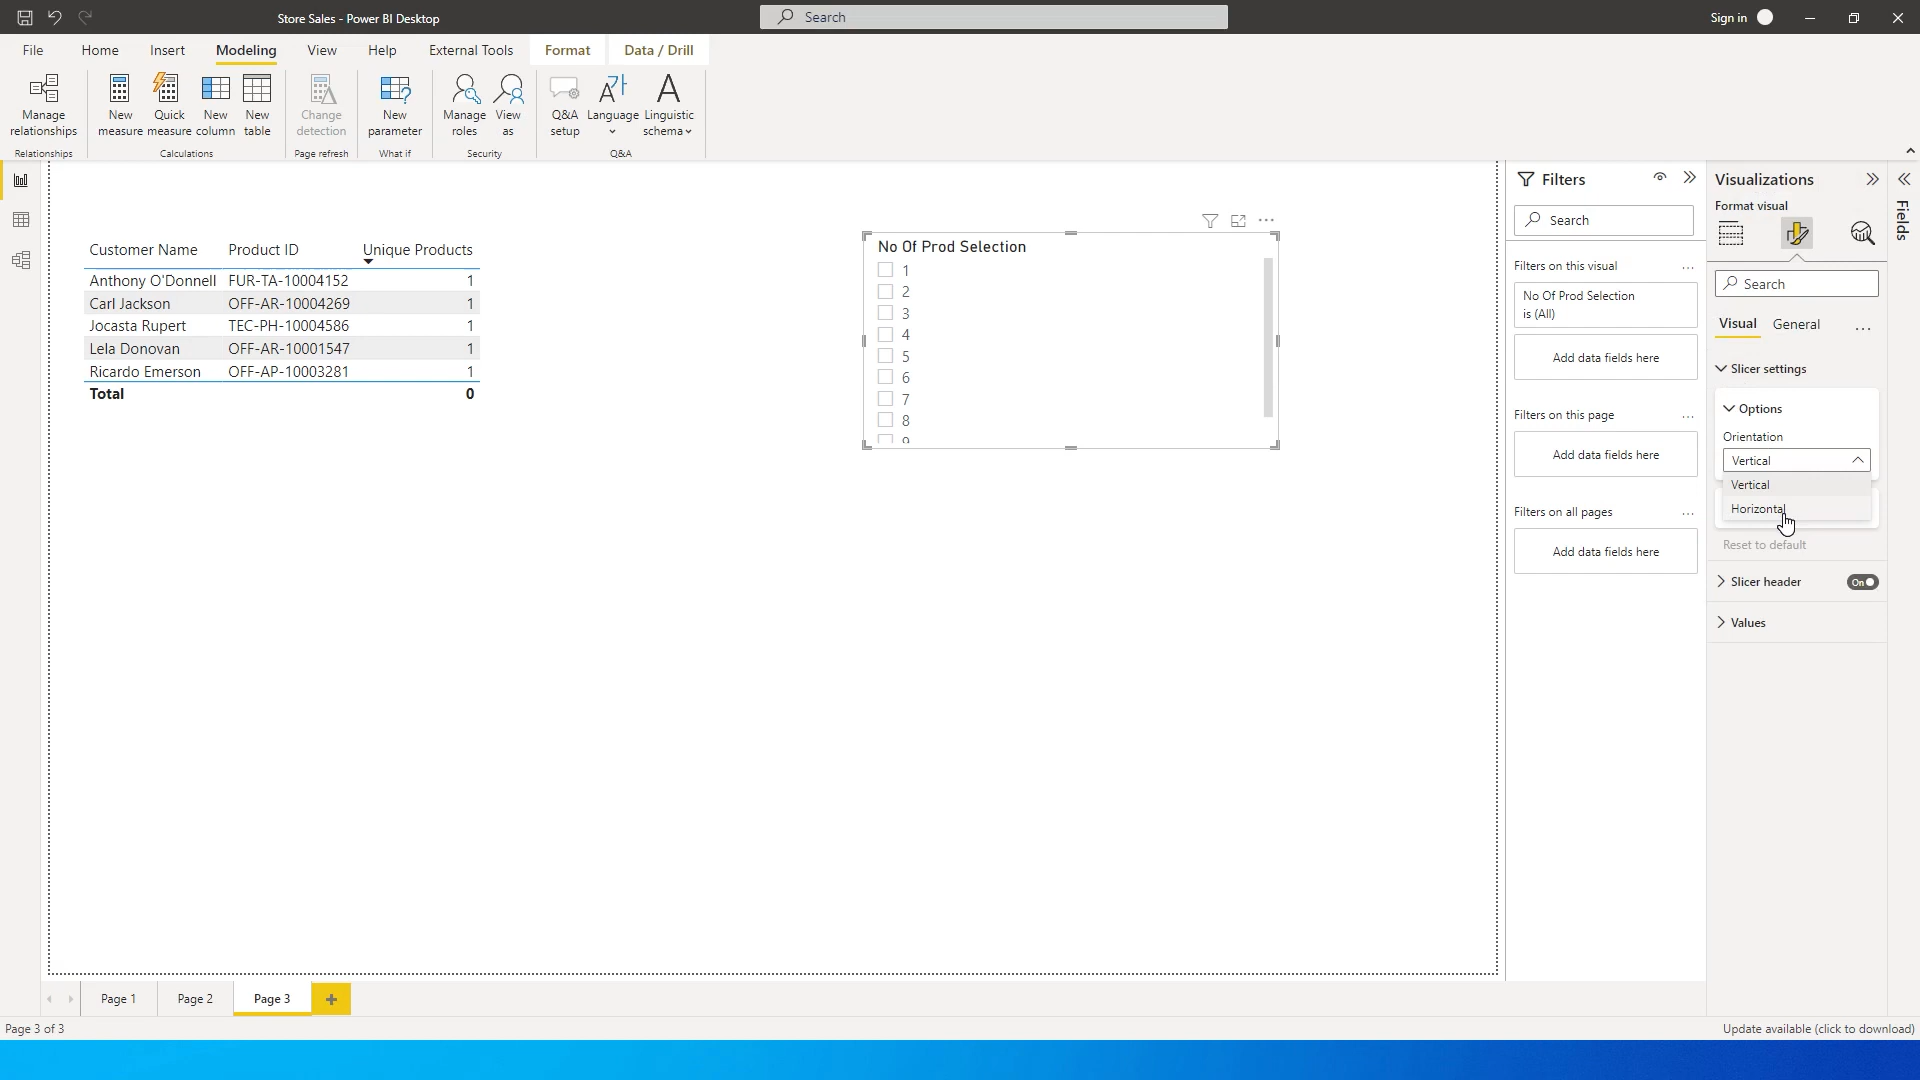 Store Sales - Power BI Desktop
Search
Sign in
File Home Insert Modeling View Help External Tools Format Data / Drill
Manage relationships
New measure
Quick measure
New column
New table
Change detection
New parameter
Manage roles
View as
Q&A setup
Language
Linguistic schema
Relationships Calculations Page refresh What if Security Q&A
Customer Name Product ID Unique Products
Anthony O'Donnell FUR-TA-10004152 1
Carl Jackson OFF-AR-10004269 1
Jocasta Rupert TEC-PH-10004586 1
Lela Donovan OFF-AR-10001547 1
Ricardo Emerson OFF-AP-10003281 1
Total 0
No Of Prod Selection
1
2
3
4
5
6
7
8
9
Filters
Search
Filters on this visual ...
No Of Prod Selection
is (All)
Add data fields here
Filters on this page ...
Add data fields here
Filters on all pages ...
Add data fields here
Visualizations
Format visual
Search
Visual General ...
Slicer settings
Options
Orientation
Vertical
Vertical
Horizontal
Reset to default
Slicer header On
Values
Fields
Page 1 Page 2 Page 3 +
Page 3 of 3
Update available (click to download)